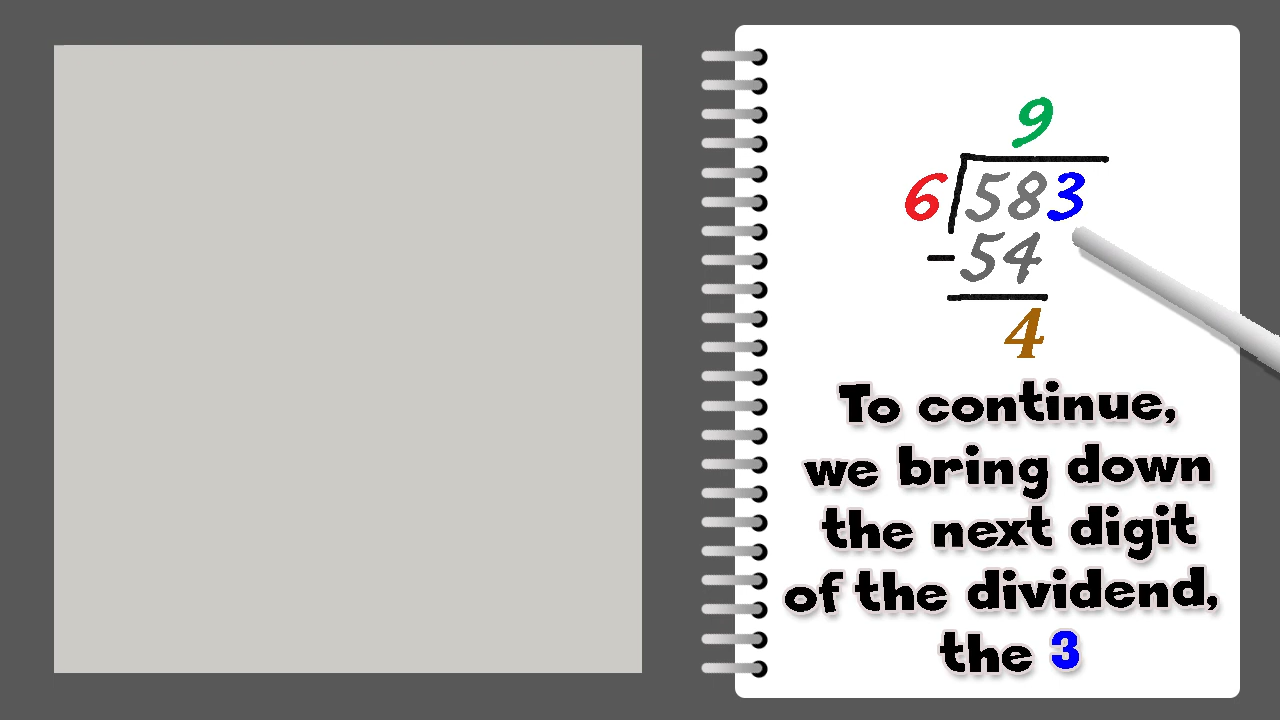 9
6 583
-54
4
To continue,
we bring down
the next digit
of the dividend,
the 3